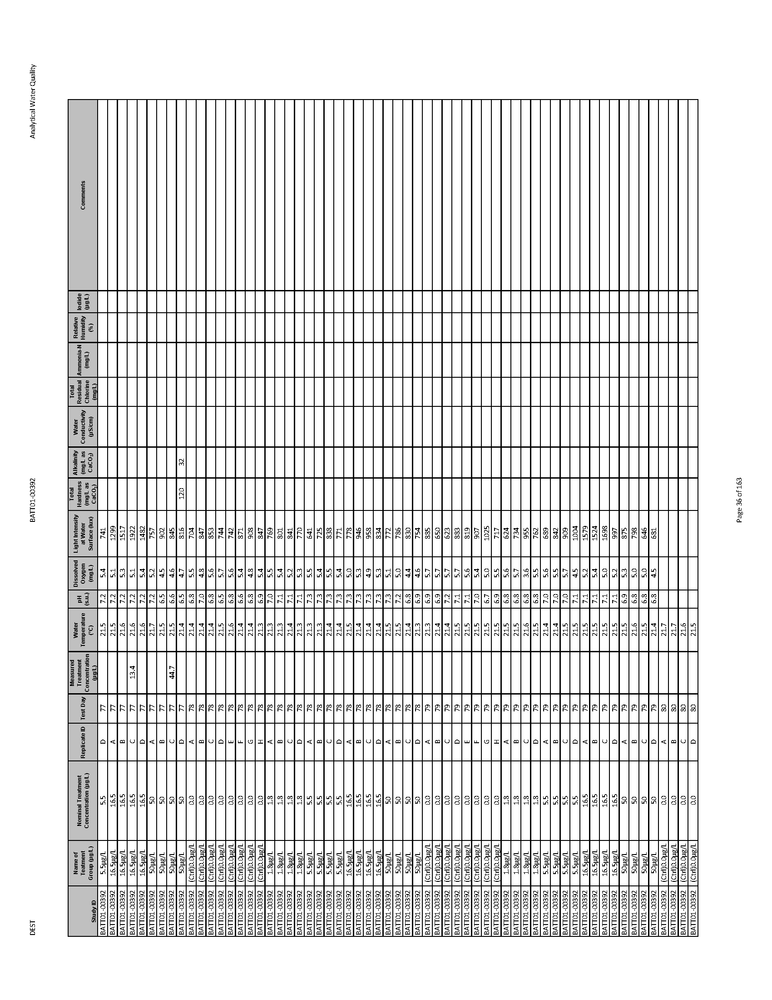 DEST BATT01-00392 Analytical Water Quality
Study ID Name of Treatment Group (µg/L) Nominal Treatment Concentration (µg/L) Replicate ID Test Day Measured Treatment Concentration (µg/L) Water Temperature (°C) pH (s.u.) Dissolved Oxygen (mg/L) Light Intensity at Water Surface (lux) Total Hardness (mg/L as CaCO₃) Alkalinity (mg/L as CaCO₃) Water Conductivity (µS/cm) Total Residual Chlorine (mg/L) Ammonia-N (mg/L) Relative Humidity (%) Iodide (µg/L) Comments
BATT01-00392 5.5µg/L 5.5 D 77 21.5 7.2 5.4 741
BATT01-00392 16.5µg/L 16.5 A 77 21.5 7.2 5.1 1299
BATT01-00392 16.5µg/L 16.5 B 77 21.6 7.2 5.3 1517
BATT01-00392 16.5µg/L 16.5 C 77 13.4 21.6 7.2 5.1 1922
BATT01-00392 16.5µg/L 16.5 D 77 21.6 7.2 5.4 1482
BATT01-00392 50µg/L 50 A 77 21.7 7.2 5.2 757
BATT01-00392 50µg/L 50 B 77 21.5 6.5 4.5 902
BATT01-00392 50µg/L 50 C 77 44.7 21.5 6.6 4.6 845
BATT01-00392 50µg/L 50 D 77 21.4 6.5 4.7 816 120 32
BATT01-00392 (Ctrl)0.0µg/L 0.0 A 78 21.4 6.8 5.5 704
BATT01-00392 (Ctrl)0.0µg/L 0.0 B 78 21.4 7.0 4.8 847
BATT01-00392 (Ctrl)0.0µg/L 0.0 C 78 21.4 6.8 5.6 853
BATT01-00392 (Ctrl)0.0µg/L 0.0 D 78 21.5 6.5 5.7 744
BATT01-00392 (Ctrl)0.0µg/L 0.0 E 78 21.6 6.8 5.6 742
BATT01-00392 (Ctrl)0.0µg/L 0.0 F 78 21.4 6.6 5.4 871
BATT01-00392 (Ctrl)0.0µg/L 0.0 G 78 21.4 6.8 4.8 908
BATT01-00392 (Ctrl)0.0µg/L 0.0 H 78 21.3 6.9 5.4 847
BATT01-00392 1.8µg/L 1.8 A 78 21.3 7.0 5.5 769
BATT01-00392 1.8µg/L 1.8 B 78 21.3 7.1 5.4 801
BATT01-00392 1.8µg/L 1.8 C 78 21.4 7.1 5.2 841
BATT01-00392 1.8µg/L 1.8 D 78 21.3 7.1 5.3 770
BATT01-00392 5.5µg/L 5.5 A 78 21.3 7.3 5.5 641
BATT01-00392 5.5µg/L 5.5 B 78 21.3 7.3 5.4 725
BATT01-00392 5.5µg/L 5.5 C 78 21.4 7.3 5.5 838
BATT01-00392 5.5µg/L 5.5 D 78 21.4 7.3 5.4 771
BATT01-00392 16.5µg/L 16.5 A 78 21.5 7.3 5.0 778
BATT01-00392 16.5µg/L 16.5 B 78 21.4 7.3 5.3 946
BATT01-00392 16.5µg/L 16.5 C 78 21.4 7.3 4.9 958
BATT01-00392 16.5µg/L 16.5 D 78 21.4 7.3 5.3 834
BATT01-00392 50µg/L 50 A 78 21.5 7.3 5.1 772
BATT01-00392 50µg/L 50 B 78 21.5 7.2 5.0 786
BATT01-00392 50µg/L 50 C 78 21.4 6.8 4.4 830
BATT01-00392 50µg/L 50 D 78 21.3 6.9 4.6 754
BATT01-00392 (Ctrl)0.0µg/L 0.0 A 79 21.3 6.9 5.7 885
BATT01-00392 (Ctrl)0.0µg/L 0.0 B 79 21.4 6.9 5.7 650
BATT01-00392 (Ctrl)0.0µg/L 0.0 C 79 21.4 7.2 5.7 623
BATT01-00392 (Ctrl)0.0µg/L 0.0 D 79 21.5 7.1 5.7 883
BATT01-00392 (Ctrl)0.0µg/L 0.0 E 79 21.5 7.1 5.6 819
BATT01-00392 (Ctrl)0.0µg/L 0.0 F 79 21.5 7.0 5.4 907
BATT01-00392 (Ctrl)0.0µg/L 0.0 G 79 21.5 6.7 5.0 1025
BATT01-00392 (Ctrl)0.0µg/L 0.0 H 79 21.4 6.9 5.5 717
BATT01-00392 1.8µg/L 1.8 A 79 21.5 6.8 5.6 624
BATT01-00392 1.8µg/L 1.8 B 79 21.5 6.8 5.7 734
BATT01-00392 1.8µg/L 1.8 C 79 21.6 6.8 3.6 955
BATT01-00392 1.8µg/L 1.8 D 79 21.5 6.8 5.5 762
BATT01-00392 5.5µg/L 5.5 A 79 21.4 7.0 5.6 689
BATT01-00392 5.5µg/L 5.5 B 79 21.4 7.0 5.5 842
BATT01-00392 5.5µg/L 5.5 C 79 21.5 7.0 5.7 909
BATT01-00392 5.5µg/L 5.5 D 79 21.5 7.1 4.5 1004
BATT01-00392 16.5µg/L 16.5 A 79 21.5 7.1 5.2 1579
BATT01-00392 16.5µg/L 16.5 B 79 21.5 7.1 5.4 1524
BATT01-00392 16.5µg/L 16.5 C 79 21.5 7.1 5.0 1698
BATT01-00392 16.5µg/L 16.5 D 79 21.5 7.1 5.2 997
BATT01-00392 50µg/L 50 A 79 21.5 6.9 5.3 875
BATT01-00392 50µg/L 50 B 79 21.6 6.8 5.0 798
BATT01-00392 50µg/L 50 C 79 21.5 6.8 5.0 646
BATT01-00392 50µg/L 50 D 79 21.4 6.8 4.5 681
BATT01-00392 (Ctrl)0.0µg/L 0.0 A 80 21.7
BATT01-00392 (Ctrl)0.0µg/L 0.0 B 80 21.7
BATT01-00392 (Ctrl)0.0µg/L 0.0 C 80 21.6
BATT01-00392 (Ctrl)0.0µg/L 0.0 D 80 21.5
Page 36 of 163